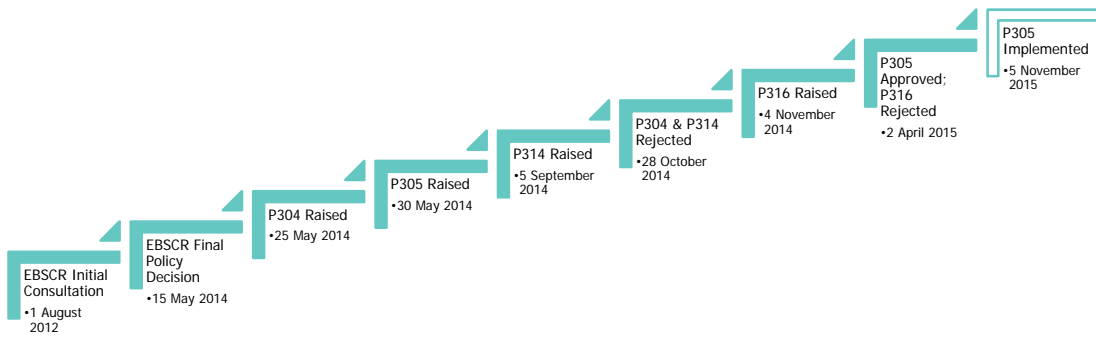 EBSCR Initial
Consultation
•1 August
2012
EBSCR Final
Policy
Decision
•15 May 2014
P304 Raised
•25 May 2014
P305 Raised
•30 May 2014
P314 Raised
•5 September
2014
P304 & P314
Rejected
•28 October
2014
P316 Raised
•4 November
2014
P305
Approved;
P316
Rejected
•2 April 2015
P305
Implemented
•5 November
2015